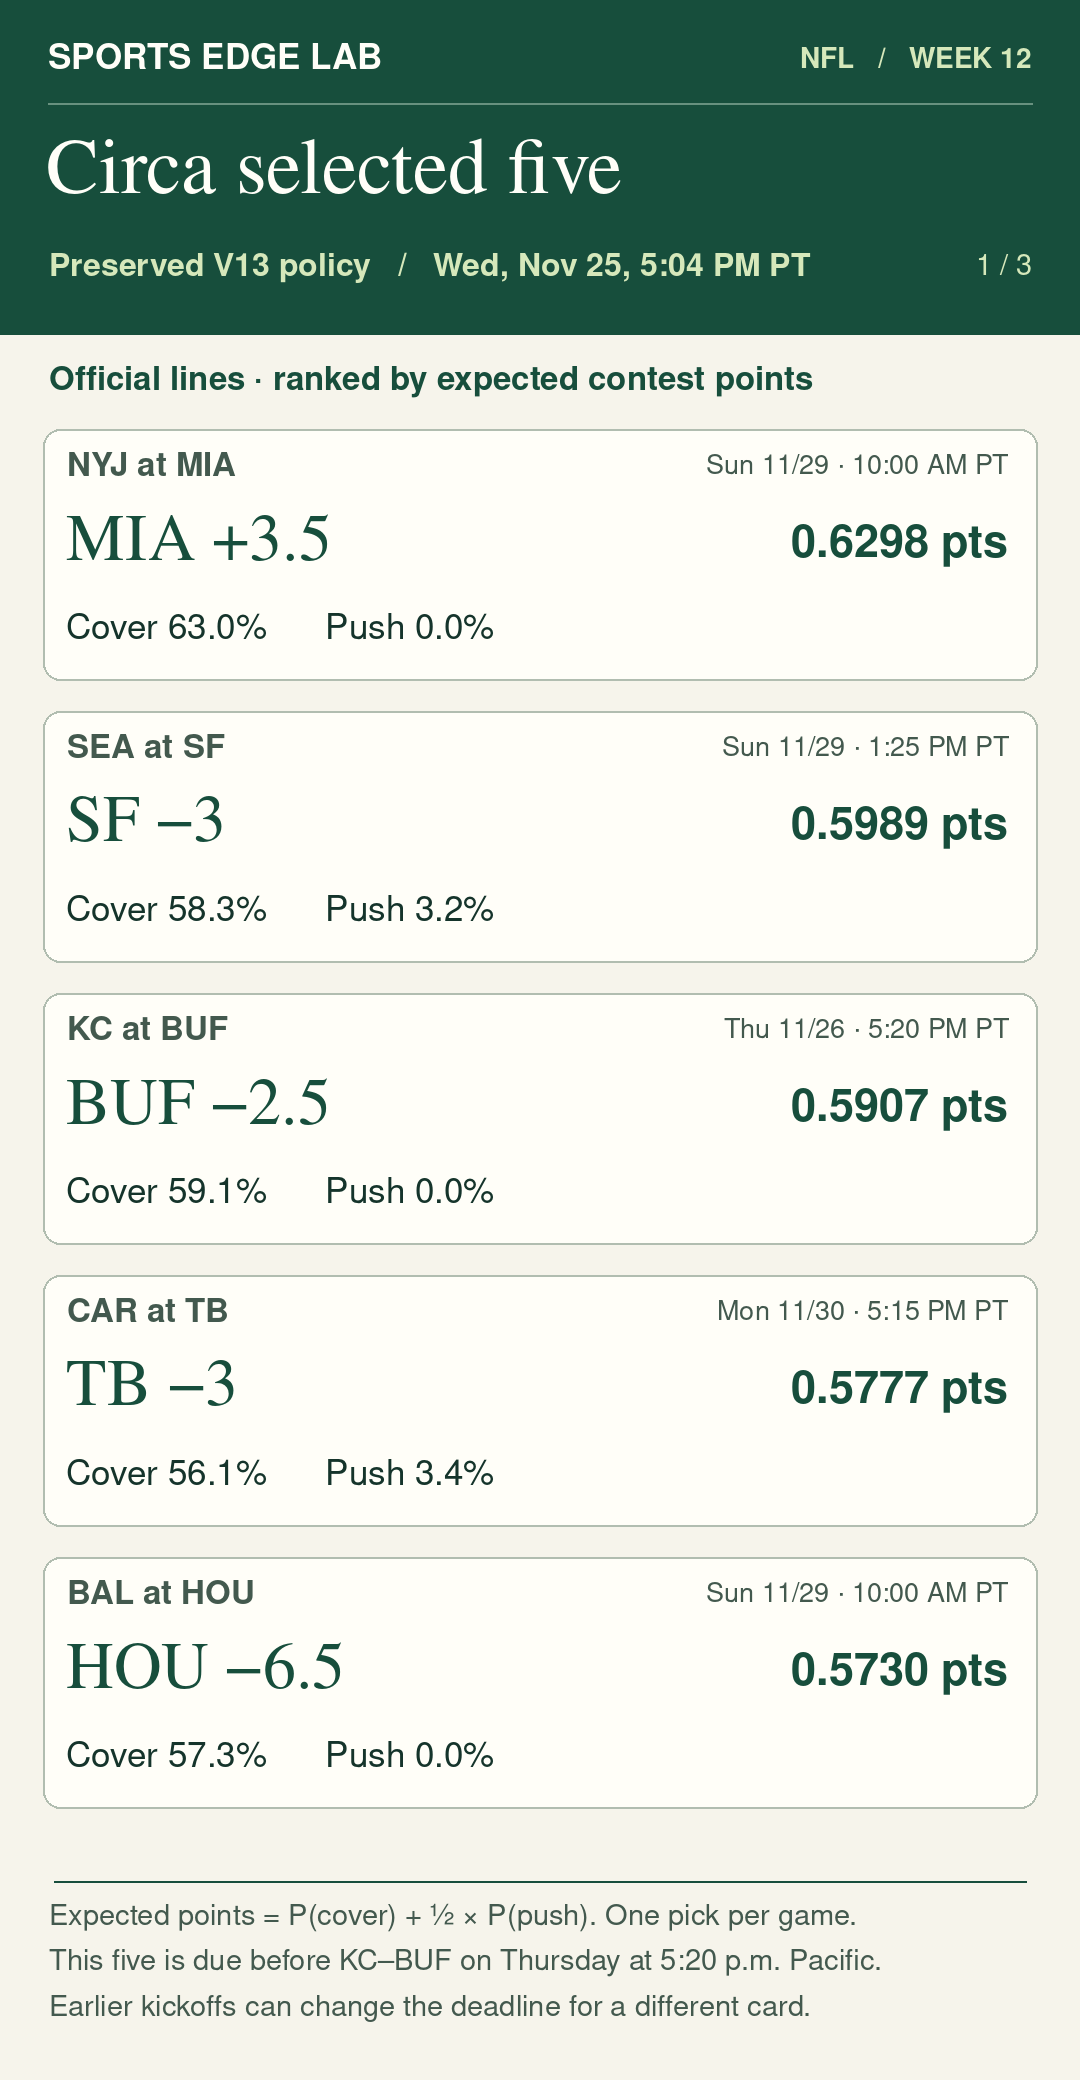 SPORTS EDGE LAB
NFL / WEEK 12
Circa selected five
Preserved V13 policy / Wed, Nov 25, 5:04 PM PT
1 / 3
Official lines · ranked by expected contest points
NYJ at MIA
Sun 11/29 · 10:00 AM PT
MIA +3.5
0.6298 pts
Cover 63.0% Push 0.0%
SEA at SF
Sun 11/29 · 1:25 PM PT
SF −3
0.5989 pts
Cover 58.3% Push 3.2%
KC at BUF
Thu 11/26 · 5:20 PM PT
BUF −2.5
0.5907 pts
Cover 59.1% Push 0.0%
CAR at TB
Mon 11/30 · 5:15 PM PT
TB −3
0.5777 pts
Cover 56.1% Push 3.4%
BAL at HOU
Sun 11/29 · 10:00 AM PT
HOU −6.5
0.5730 pts
Cover 57.3% Push 0.0%
Expected points = P(cover) + ½ × P(push). One pick per game.
This five is due before KC–BUF on Thursday at 5:20 p.m. Pacific.
Earlier kickoffs can change the deadline for a different card.